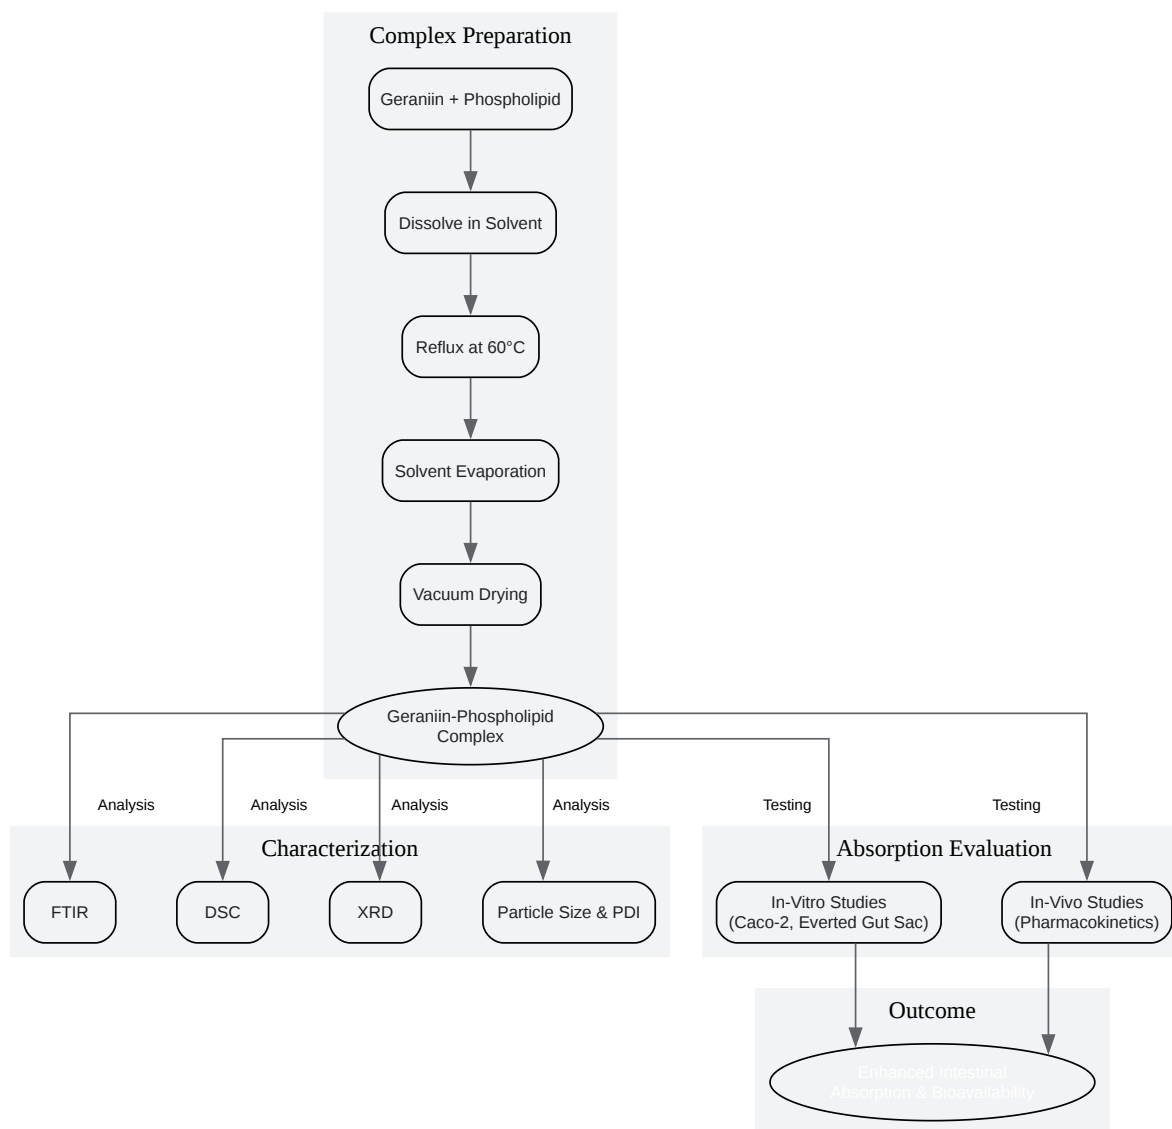 Complex Preparation
Geraniin + Phospholipid
Dissolve in Solvent
Reflux at 60°C
Solvent Evaporation
Vacuum Drying
Geraniin-Phospholipid
Complex
Analysis
Analysis
Analysis
Analysis
Testing
Testing
Characterization
Absorption Evaluation
FTIR
DSC
XRD
Particle Size & PDI
In-Vitro Studies
(Caco-2, Everted Gut Sac)
In-Vivo Studies
(Pharmacokinetics)
Outcome
Enhanced Intestinal
Absorption & Bioavailability